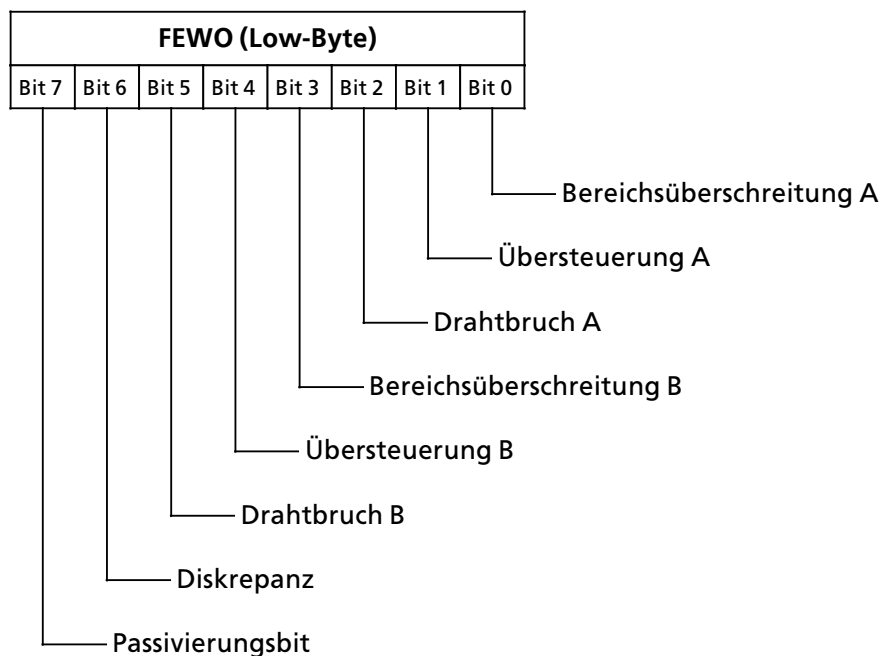 FEWO (Low-Byte)
Bit 7 Bit 6 Bit 5 Bit 4 Bit 3 Bit 2 Bit 1 Bit 0
Bereichsüberschreitung A
Übersteuerung A
Drahtbruch A
Bereichsüberschreitung B
Übersteuerung B
Drahtbruch B
Diskrepanz
Passivierungsbit